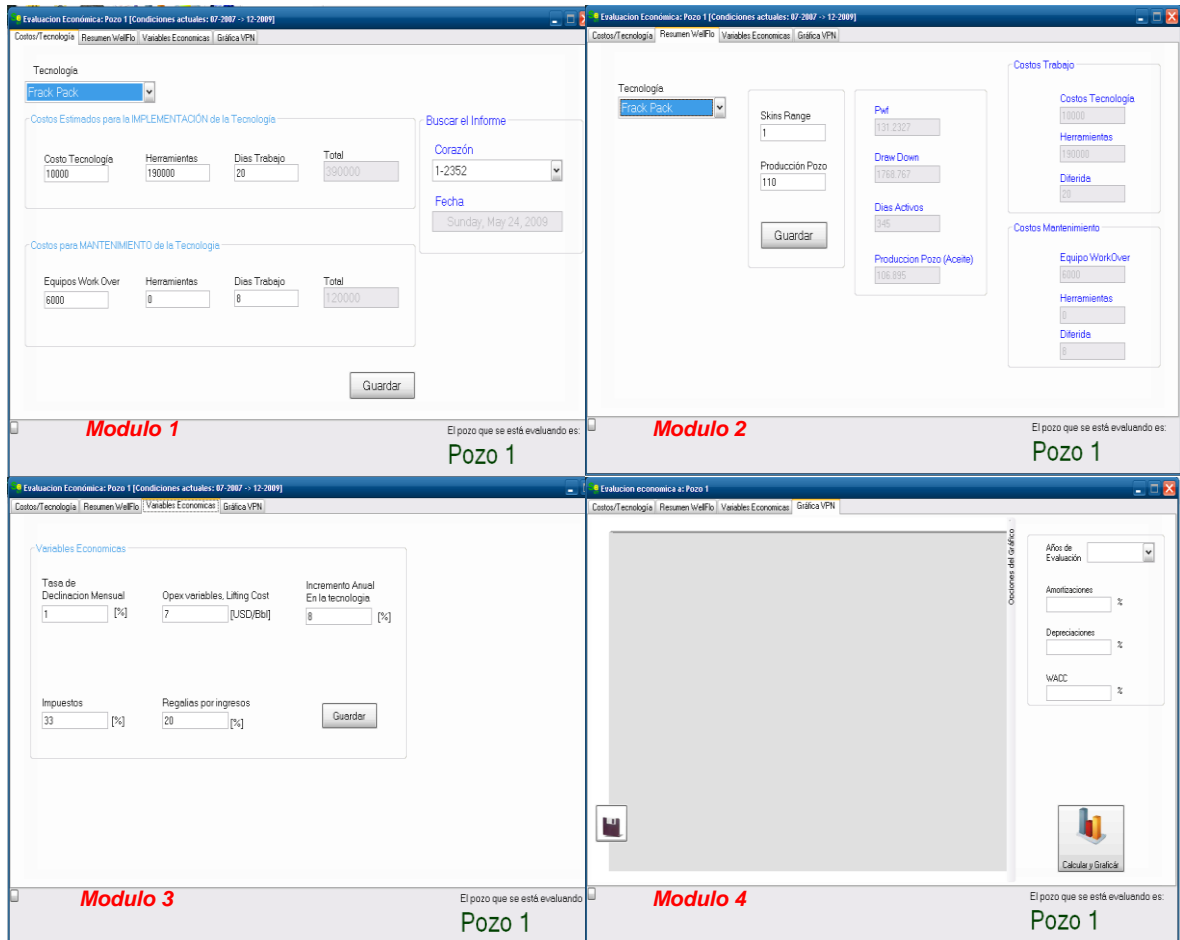 Evaluacion Económica: Pozo 1 [Condiciones actuales: 07-2007 -> 12-2009]
Costos/Tecnología Resumen WellFlo Variables Economicas Gráfica VPN
Tecnología
Frack Pack
Costos Estimados para la IMPLEMENTACIÓN de la Tecnología
Costo Tecnología Herramientas Dias Trabajo Total
10000 190000 20 390000
Buscar el Informe
Corazón
1-2352
Fecha
Sunday, May 24, 2009
Costos para MANTENIMIENTO de la Tecnología
Equipos Work Over Herramientas Dias Trabajo Total
6000 0 8 120000
Guardar
Modulo 1
El pozo que se está evaluando es:
Pozo 1
Evaluacion Económica: Pozo 1 [Condiciones actuales: 07-2007 -> 12-2009]
Costos/Tecnología Resumen WellFlo Variables Economicas Gráfica VPN
Tecnología
Frack Pack
Skins Range
1
Producción Pozo
110
Guardar
Pwf
131.2327
Draw Down
1768.767
Dias Activos
345
Produccion Pozo (Aceite)
106.895
Costos Trabajo
Costos Tecnología
10000
Herramientas
190000
Diferida
20
Costos Mantenimiento
Equipo WorkOver
6000
Herramientas
0
Diferida
8
Modulo 2
El pozo que se está evaluando es:
Pozo 1
Evaluacion Económica: Pozo 1 [Condiciones actuales: 07-2007 -> 12-2009]
Costos/Tecnología Resumen WellFlo Variables Economicas Gráfica VPN
Variables Economicas
Tasa de
Declinacion Mensual
1 [%]
Opex variables, Lifting Cost
7 [USD/Bbl]
Incremento Anual
En la tecnologia
8 [%]
Impuestos
33 [%]
Regalias por ingresos
20 [%]
Guardar
Modulo 3
El pozo que se está evaluando
Pozo 1
Evalucion economica a: Pozo 1
Costos/Tecnología Resumen WellFlo Variables Economicas Gráfica VPN
Opciones del Gráfico
Años de
Evaluación
Amortizaciones
%
Depreciaciones
%
WACC
%
Calcular y Graficár
Modulo 4
El pozo que se está evaluando es:
Pozo 1